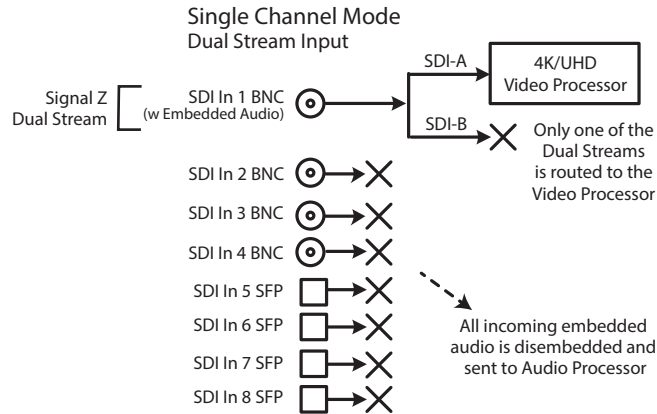 Single Channel Mode
Dual Stream Input
Signal Z
Dual Stream
SDI In 1 BNC
(w Embedded Audio)
SDI-A
4K/UHD
Video Processor
SDI-B
Only one of the
Dual Streams
is routed to the
Video Processor
SDI In 2 BNC
SDI In 3 BNC
SDI In 4 BNC
SDI In 5 SFP
SDI In 6 SFP
SDI In 7 SFP
SDI In 8 SFP
All incoming embedded
audio is disembedded and
sent to Audio Processor